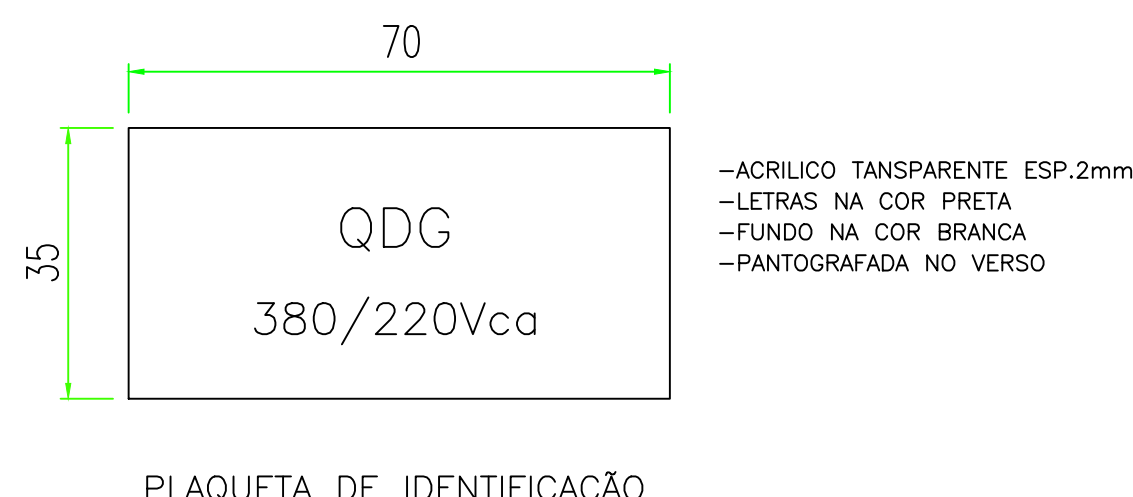 70
35
QDG
380/220Vca
-ACRILICO TANSPARENTE ESP.2mm
-LETRAS NA COR PRETA
-FUNDO NA COR BRANCA
-PANTOGRAFADA NO VERSO
PLAQUETA DE IDENTIFICAÇÃO